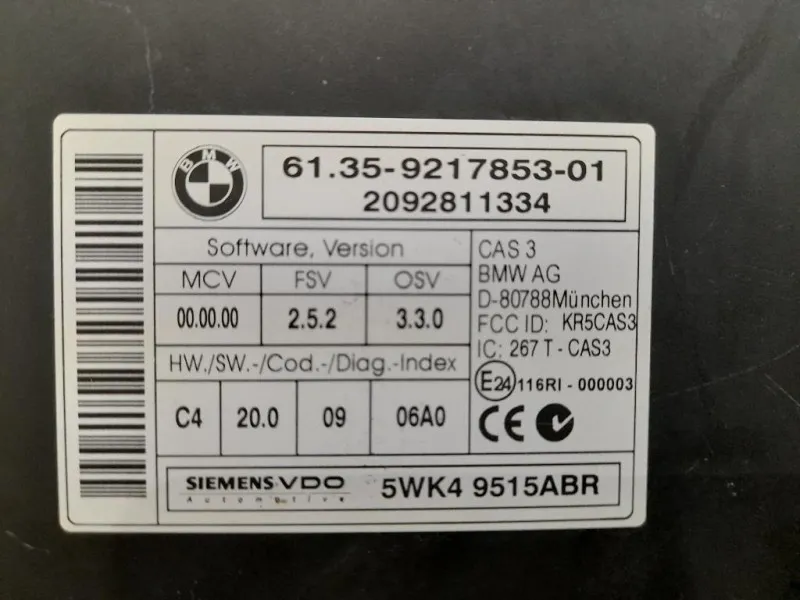 BMW
61.35-9217853-01
2092811334
Software, Version
MCV FSV OSV
00.00.00 2.5.2 3.3.0
HW./SW.-/Cod.-/Diag.-Index
C4 20.0 09 06A0
CAS 3
BMW AG
D-80788München
FCC ID: KR5CAS3
IC: 267 T - CAS3
E24 116RI - 000003
CE
SIEMENS VDO
Automotive
5WK4 9515ABR